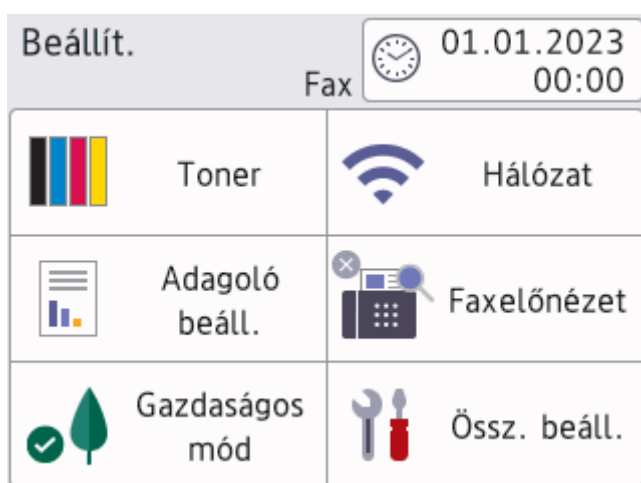 Beállít.
Fax
01.01.2023
00:00
Toner
Hálózat
Adagoló
beáll.
Faxelőnézet
Gazdaságos
mód
Össz. beáll.